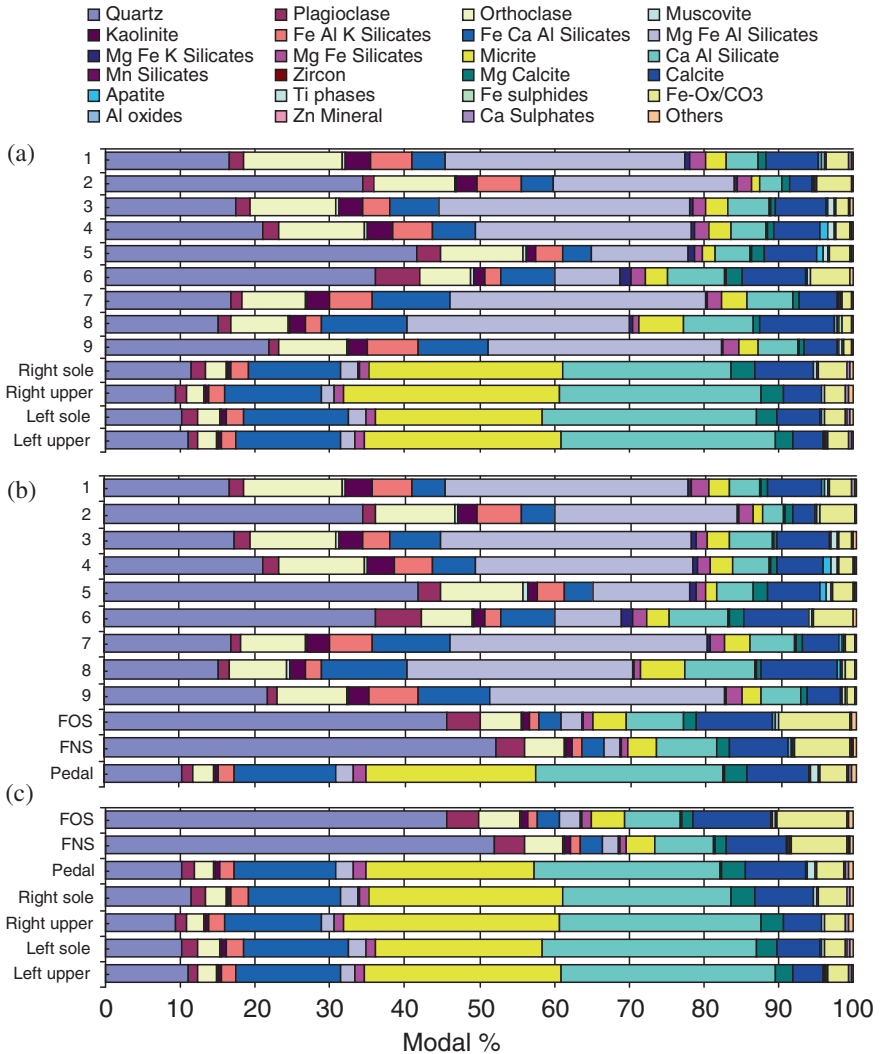 Quartz Plagioclase Orthoclase Muscovite
Kaolinite Fe Al K Silicates Fe Ca Al Silicates Mg Fe Al Silicates
Mg Fe K Silicates Mg Fe Silicates Micrite Ca Al Silicate
Mn Silicates Zircon Mg Calcite Calcite
Apatite Ti phases Fe sulphides Fe-Ox/CO3
Al oxides Zn Mineral Ca Sulphates Others
(a)
1
2
3
4
5
6
7
8
9
Right sole
Right upper
Left sole
Left upper
(b)
1
2
3
4
5
6
7
8
9
FOS
FNS
Pedal
(c)
FOS
FNS
Pedal
Right sole
Right upper
Left sole
Left upper
0 10 20 30 40 50 60 70 80 90 100
Modal %